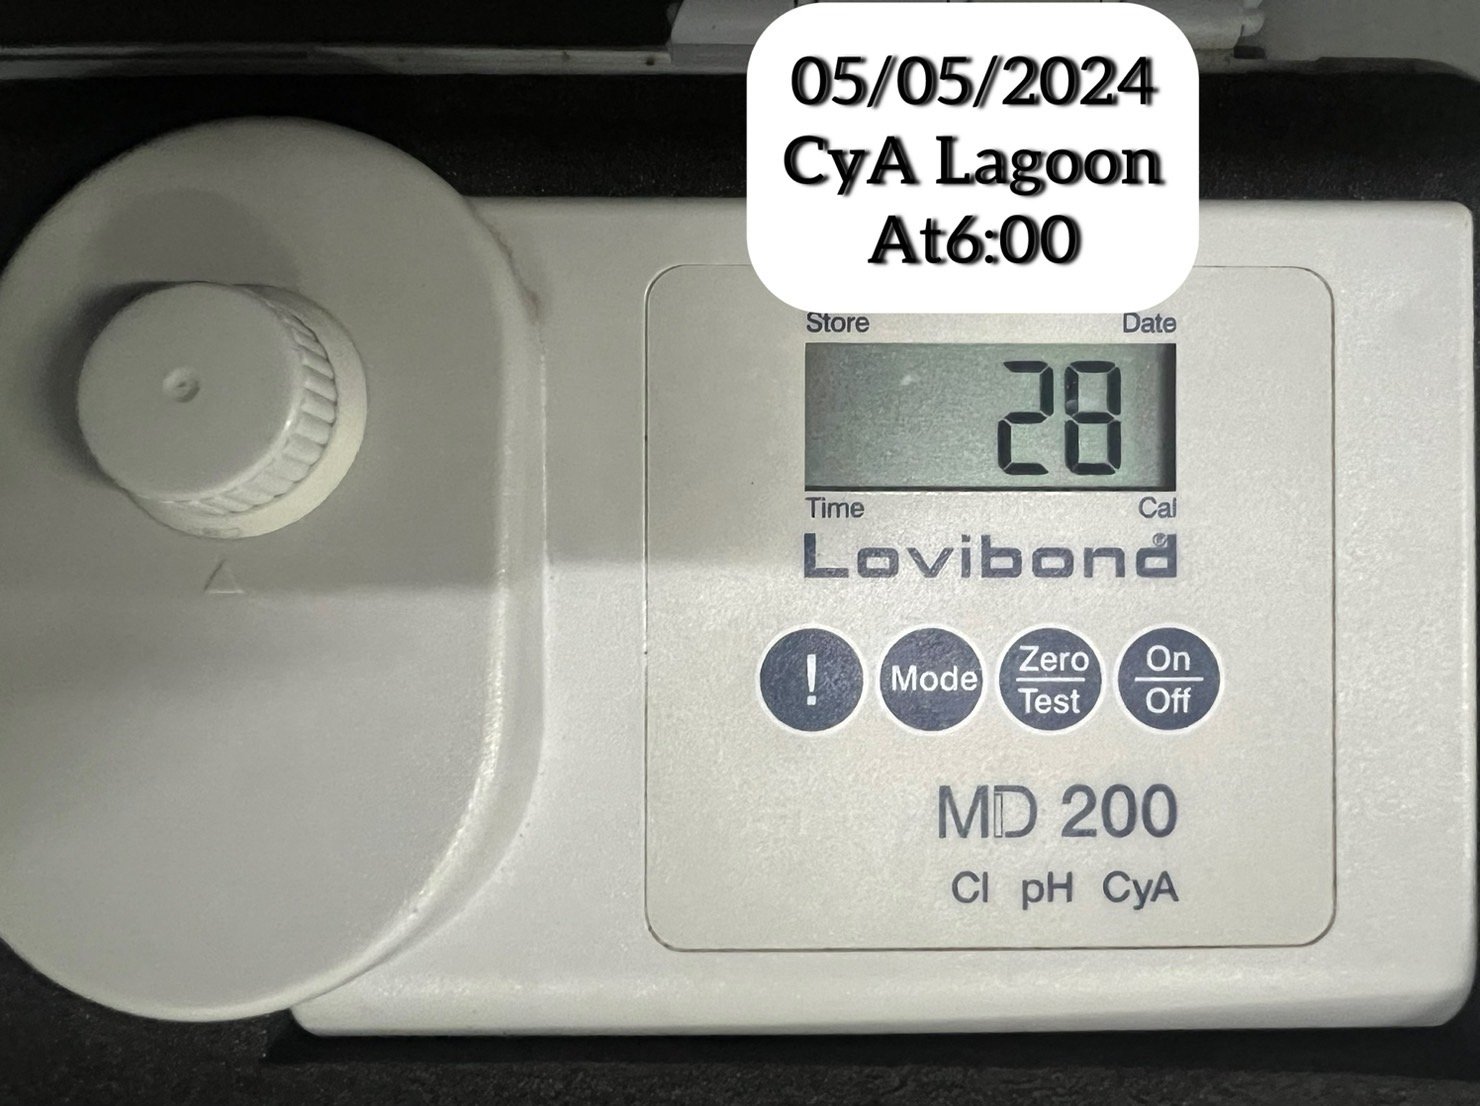 05/05/2024
CyA Lagoon
At6:00
Store Date
28
Time Cal
Lovibond®
! Mode Zero On
Test Off
MD 200
Cl pH CyA